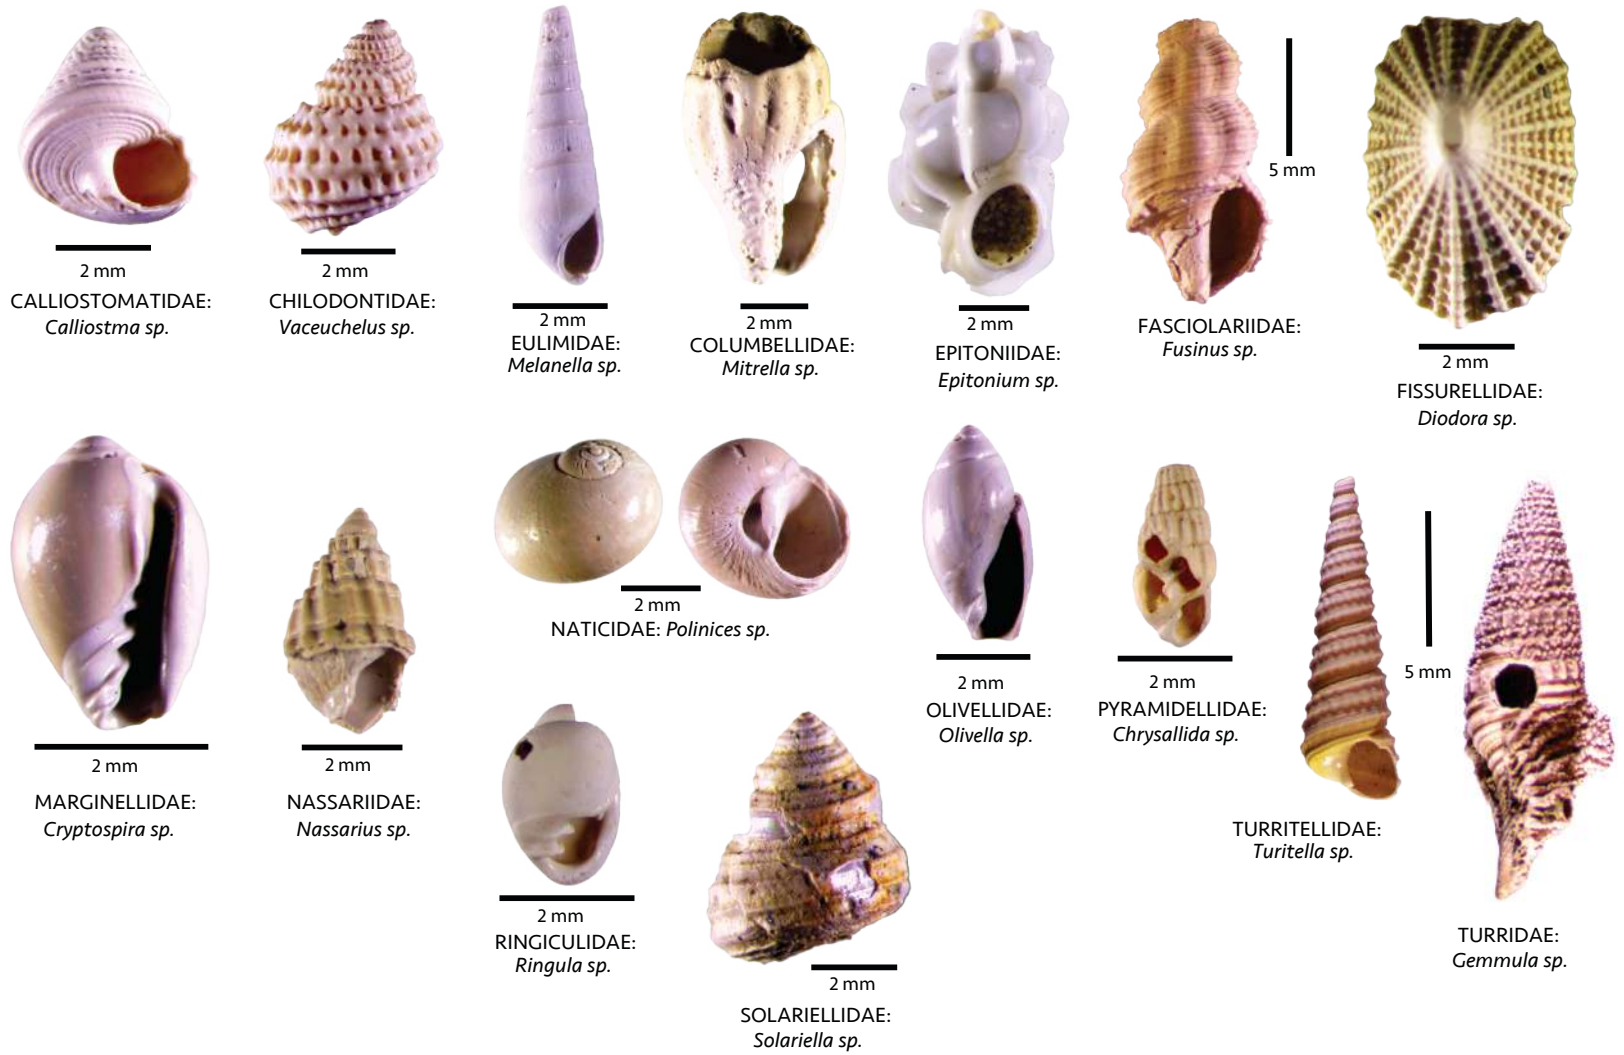 2 mm
CALLIOSTOMATIDAE:
Calliostma sp.
2 mm
CHILODONTIDAE:
Vaceuchelus sp.
2 mm
EULIMIDAE:
Melanella sp.
2 mm
COLUMBELLIDAE:
Mitrella sp.
2 mm
EPITONIIDAE:
Epitonium sp.
5 mm
FASCIOLARIIDAE:
Fusinus sp.
2 mm
FISSURELLIDAE:
Diodora sp.
2 mm
MARGINELLIDAE:
Cryptospira sp.
2 mm
NASSARIIDAE:
Nassarius sp.
2 mm
NATICIDAE: Polinices sp.
2 mm
RINGICULIDAE:
Ringula sp.
2 mm
SOLARIELLIDAE:
Solariella sp.
2 mm
OLIVELLIDAE:
Olivella sp.
2 mm
PYRAMIDELLIDAE:
Chrysallida sp.
5 mm
TURRITELLIDAE:
Turitella sp.
TURRIDAE:
Gemmula sp.